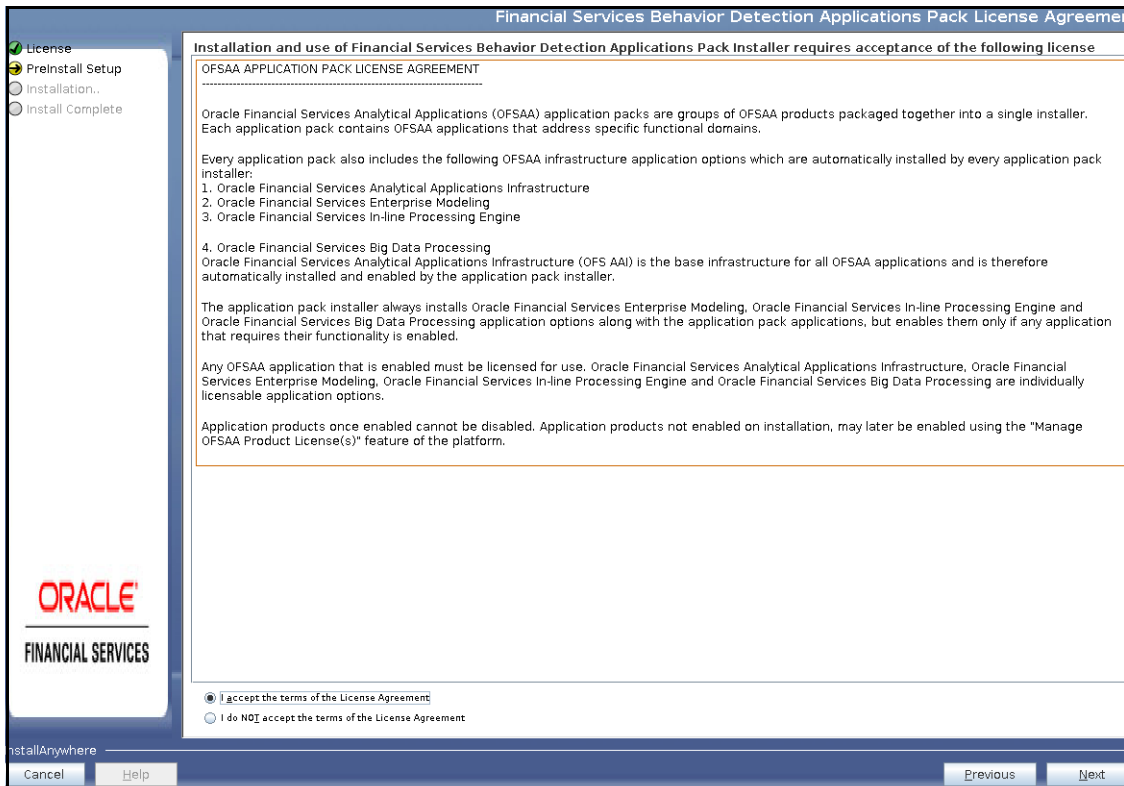 Financial Services Behavior Detection Applications Pack License Agreemer
License
PreInstall Setup
Installation..
Install Complete
Installation and use of Financial Services Behavior Detection Applications Pack Installer requires acceptance of the following license
OFSAA APPLICATION PACK LICENSE AGREEMENT
------------------------------------------------------------------------
Oracle Financial Services Analytical Applications (OFSAA) application packs are groups of OFSAA products packaged together into a single installer.
Each application pack contains OFSAA applications that address specific functional domains.
Every application pack also includes the following OFSAA infrastructure application options which are automatically installed by every application pack
installer:
1. Oracle Financial Services Analytical Applications Infrastructure
2. Oracle Financial Services Enterprise Modeling
3. Oracle Financial Services In-line Processing Engine
4. Oracle Financial Services Big Data Processing
Oracle Financial Services Analytical Applications Infrastructure (OFS AAI) is the base infrastructure for all OFSAA applications and is therefore
automatically installed and enabled by the application pack installer.
The application pack installer always installs Oracle Financial Services Enterprise Modeling, Oracle Financial Services In-line Processing Engine and
Oracle Financial Services Big Data Processing application options along with the application pack applications, but enables them only if any application
that requires their functionality is enabled.
Any OFSAA application that is enabled must be licensed for use. Oracle Financial Services Analytical Applications Infrastructure, Oracle Financial
Services Enterprise Modeling, Oracle Financial Services In-line Processing Engine and Oracle Financial Services Big Data Processing are individually
licensable application options.
Application products once enabled cannot be disabled. Application products not enabled on installation, may later be enabled using the "Manage
OFSAA Product License(s)" feature of the platform.
ORACLE
FINANCIAL SERVICES
I accept the terms of the License Agreement
I do NOT accept the terms of the License Agreement
nstallAnywhere
Cancel
Help
Previous
Next